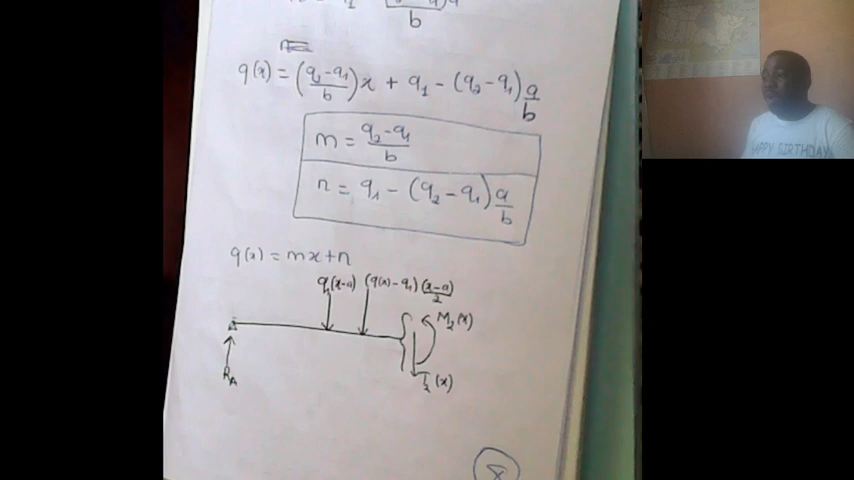 b
q(x) = (q₂-q₁/b)x + q₁ - (q₂-q₁)a/b
m = q₂-q₁/b
n = q₁ - (q₂-q₁)a/b
q(x) = mx+n
q₁(x-a) (q(x)-q₁)(x-a)/2
M₂(x)
R_A
T₂(x)
8
HAPPY BIRTHDAY